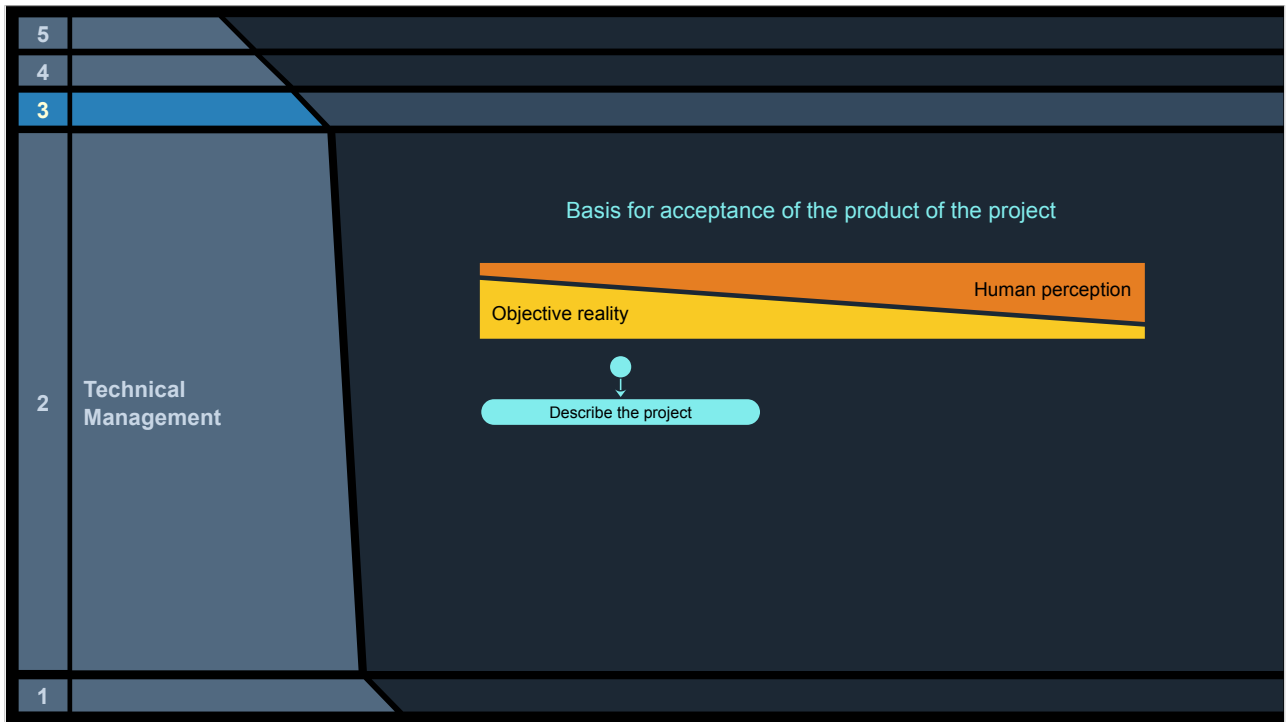 5
4
3
Basis for acceptance of the product of the project
Human perception
Objective reality
Describe the project
2
Technical
Management
1